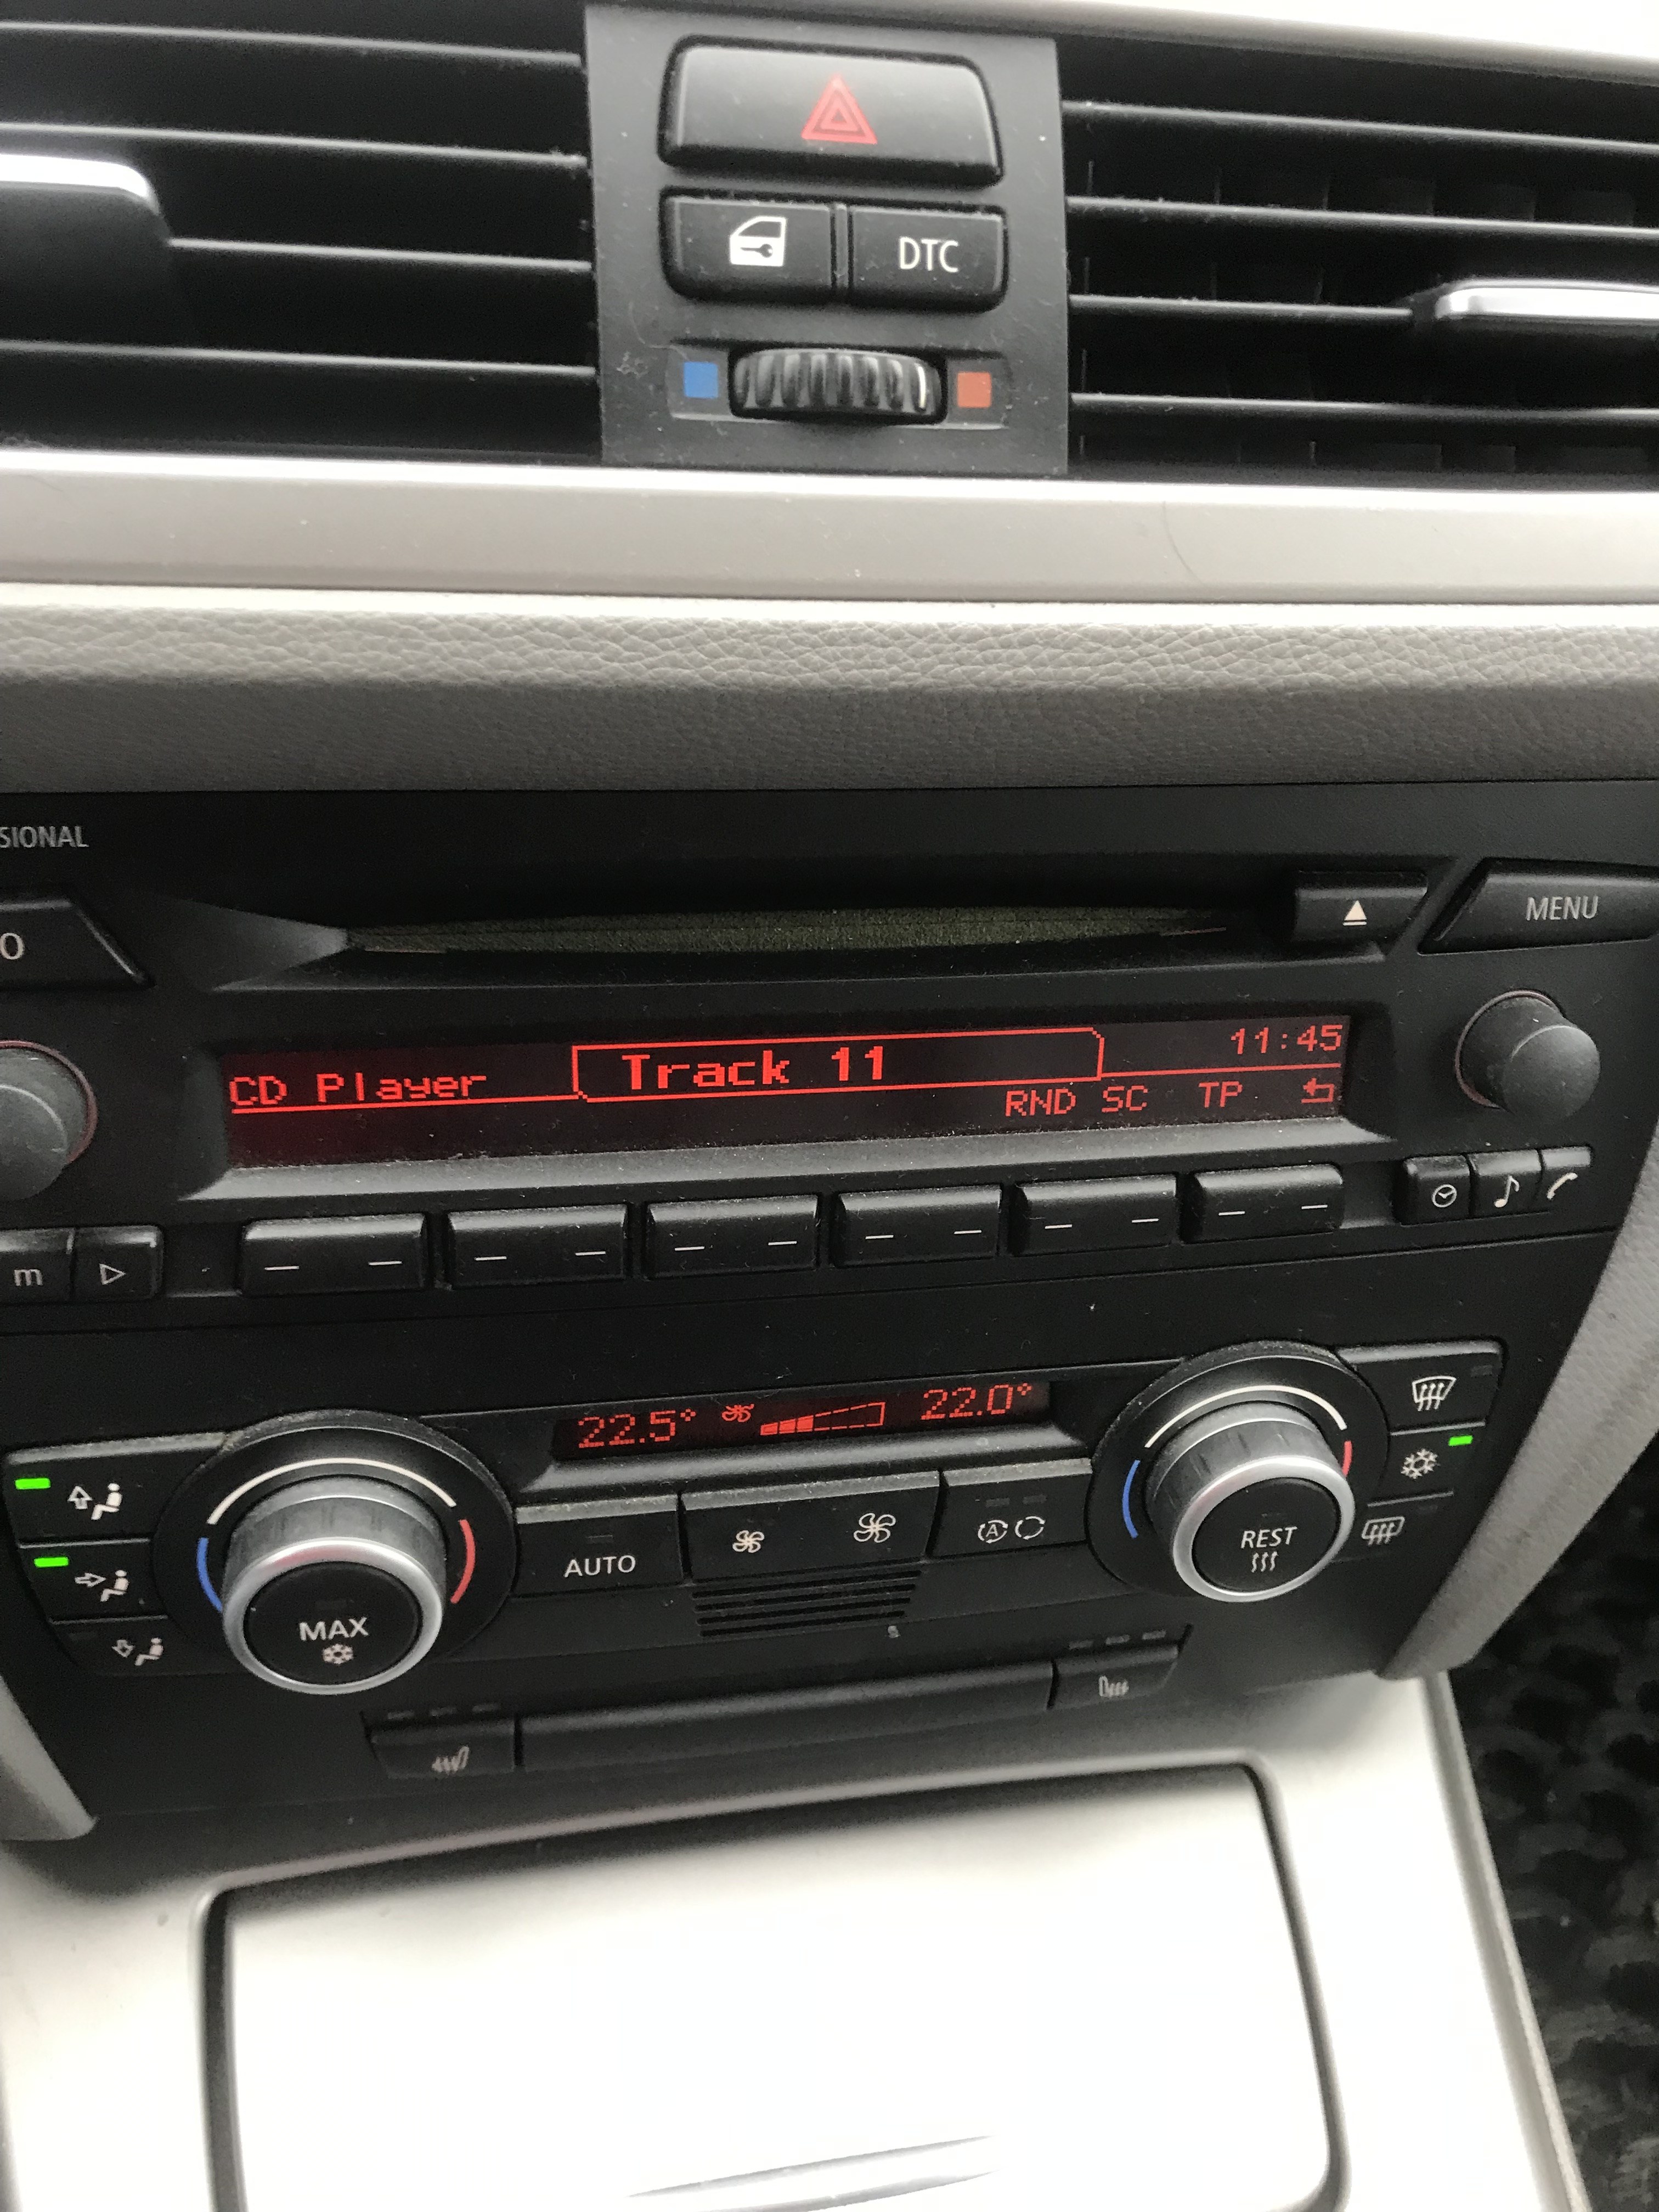 DTC
SIONAL
O
MENU
CD Player
Track 11
11:45
RND SC TP
m
22.5°
22.0°
AUTO
A
MAX
REST